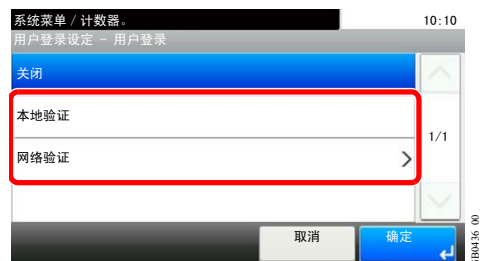 系统菜单 / 计数器。
10:10
用户登录设定 - 用户登录
关闭
本地验证
1/1
网络验证
取消
确定